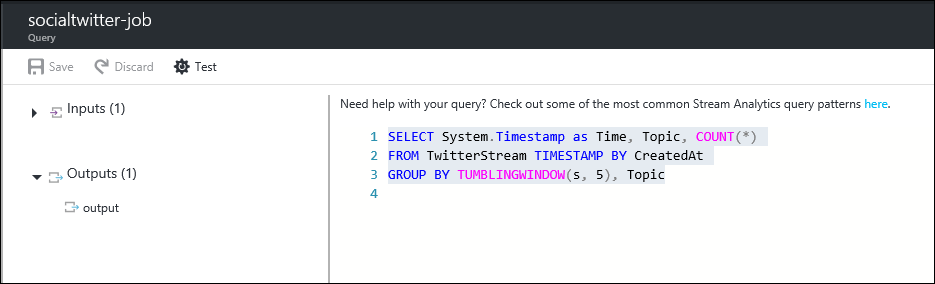 socialtwitter-job
Query
Save Discard Test
Inputs (1)
Outputs (1)
output
Need help with your query? Check out some of the most common Stream Analytics query patterns here.
1 SELECT System.Timestamp as Time, Topic, COUNT(*)
2 FROM TwitterStream TIMESTAMP BY CreatedAt
3 GROUP BY TUMBLINGWINDOW(s, 5), Topic
4